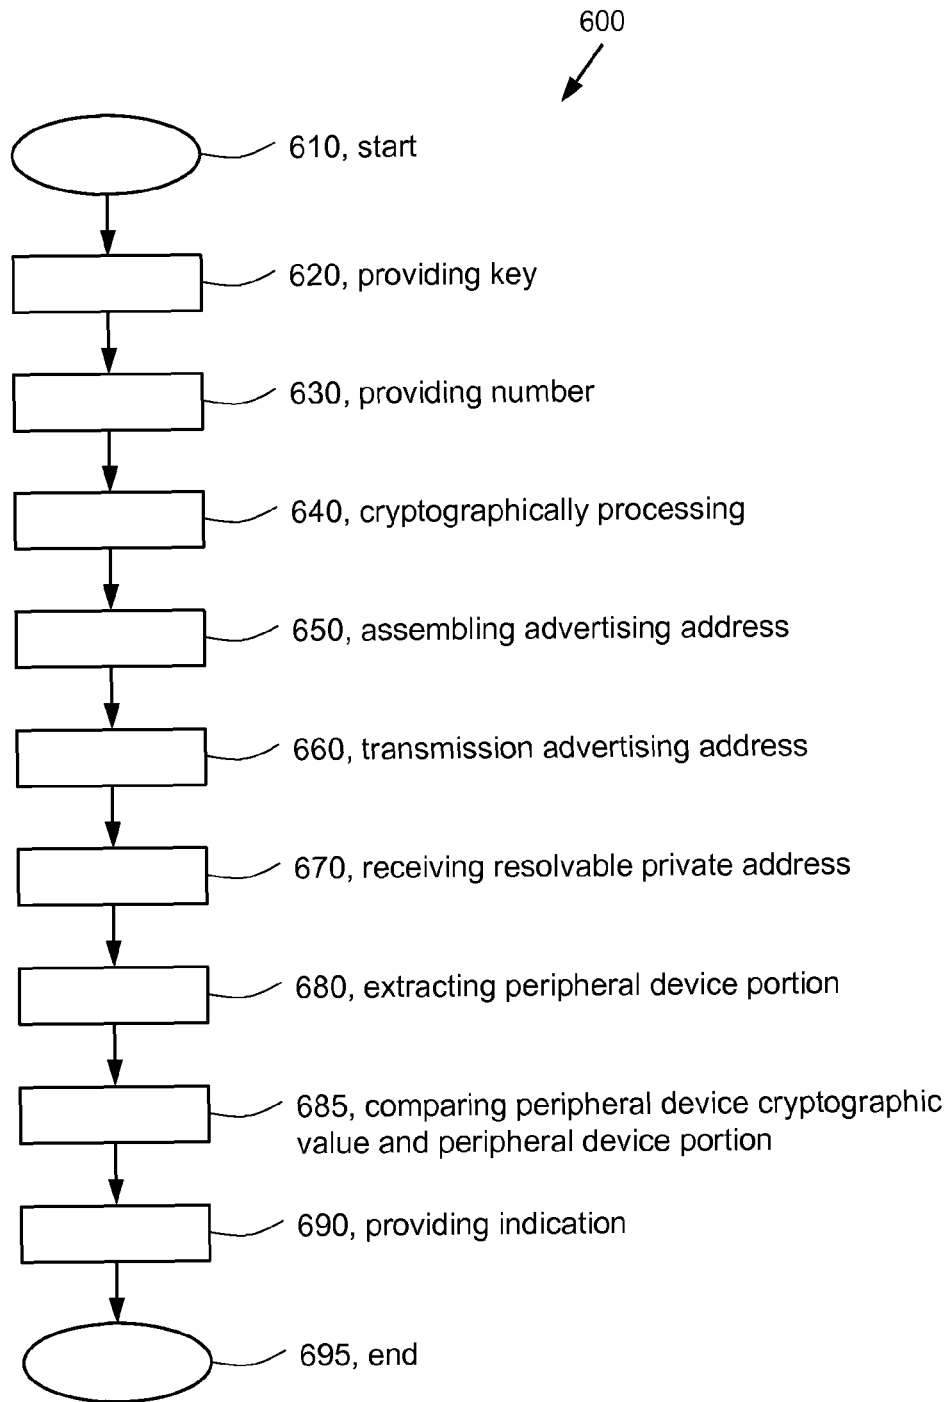 600
610, start
620, providing key
630, providing number
640, cryptographically processing
650, assembling advertising address
660, transmission advertising address
670, receiving resolvable private address
680, extracting peripheral device portion
685, comparing peripheral device cryptographic
value and peripheral device portion
690, providing indication
695, end